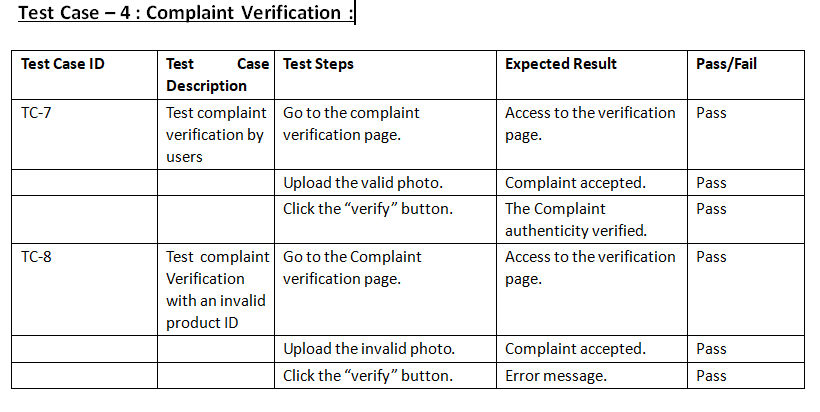 Test Case – 4 : Complaint Verification :
Test Case ID
Test Case
Description
Test Steps
Expected Result
Pass/Fail
TC-7
Test complaint
verification by
users
Go to the complaint
verification page.
Access to the verification
page.
Pass
Upload the valid photo.
Complaint accepted.
Pass
Click the “verify” button.
The Complaint
authenticity verified.
Pass
TC-8
Test complaint
Verification
with an invalid
product ID
Go to the Complaint
verification page.
Access to the verification
page.
Pass
Upload the invalid photo.
Complaint accepted.
Pass
Click the “verify” button.
Error message.
Pass